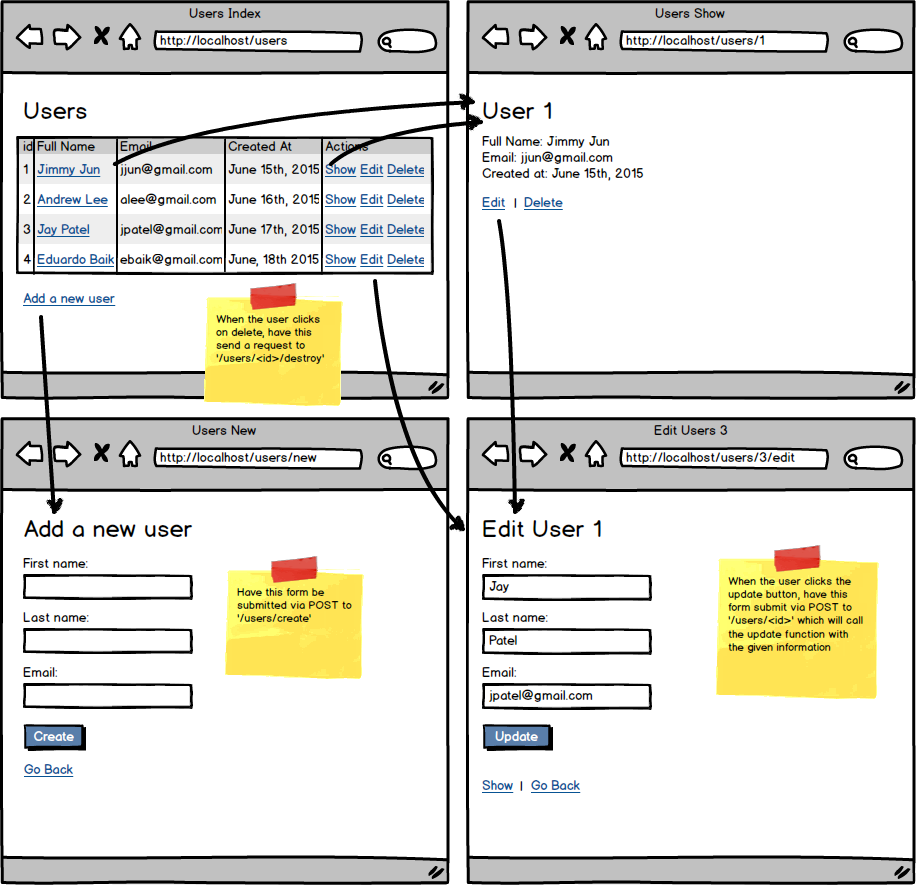 Users Index
http://localhost/users
Users
id Full Name Email Created At Actions
1 Jimmy Jun jjun@gmail.com June 15th, 2015 Show Edit Delete
2 Andrew Lee alee@gmail.com June 16th, 2015 Show Edit Delete
3 Jay Patel jpatel@gmail.com June 17th, 2015 Show Edit Delete
4 Eduardo Baik ebaik@gmail.com June, 18th 2015 Show Edit Delete
Add a new user
When the user clicks
on delete, have this
send a request to
'/users/<id>/destroy'
Users Show
http://localhost/users/1
User 1
Full Name: Jimmy Jun
Email: jjun@gmail.com
Created at: June 15th, 2015
Edit | Delete
Users New
http://localhost/users/new
Add a new user
First name:
Last name:
Email:
Create
Go Back
Have this form be
submitted via POST to
'/users/create'
Edit Users 3
http://localhost/users/3/edit
Edit User 1
First name:
Jay
Last name:
Patel
Email:
jpatel@gmail.com
Update
Show | Go Back
When the user clicks the
update button, have this
form submit via POST to
'/users/<id>' which will call
the update function with
the given information